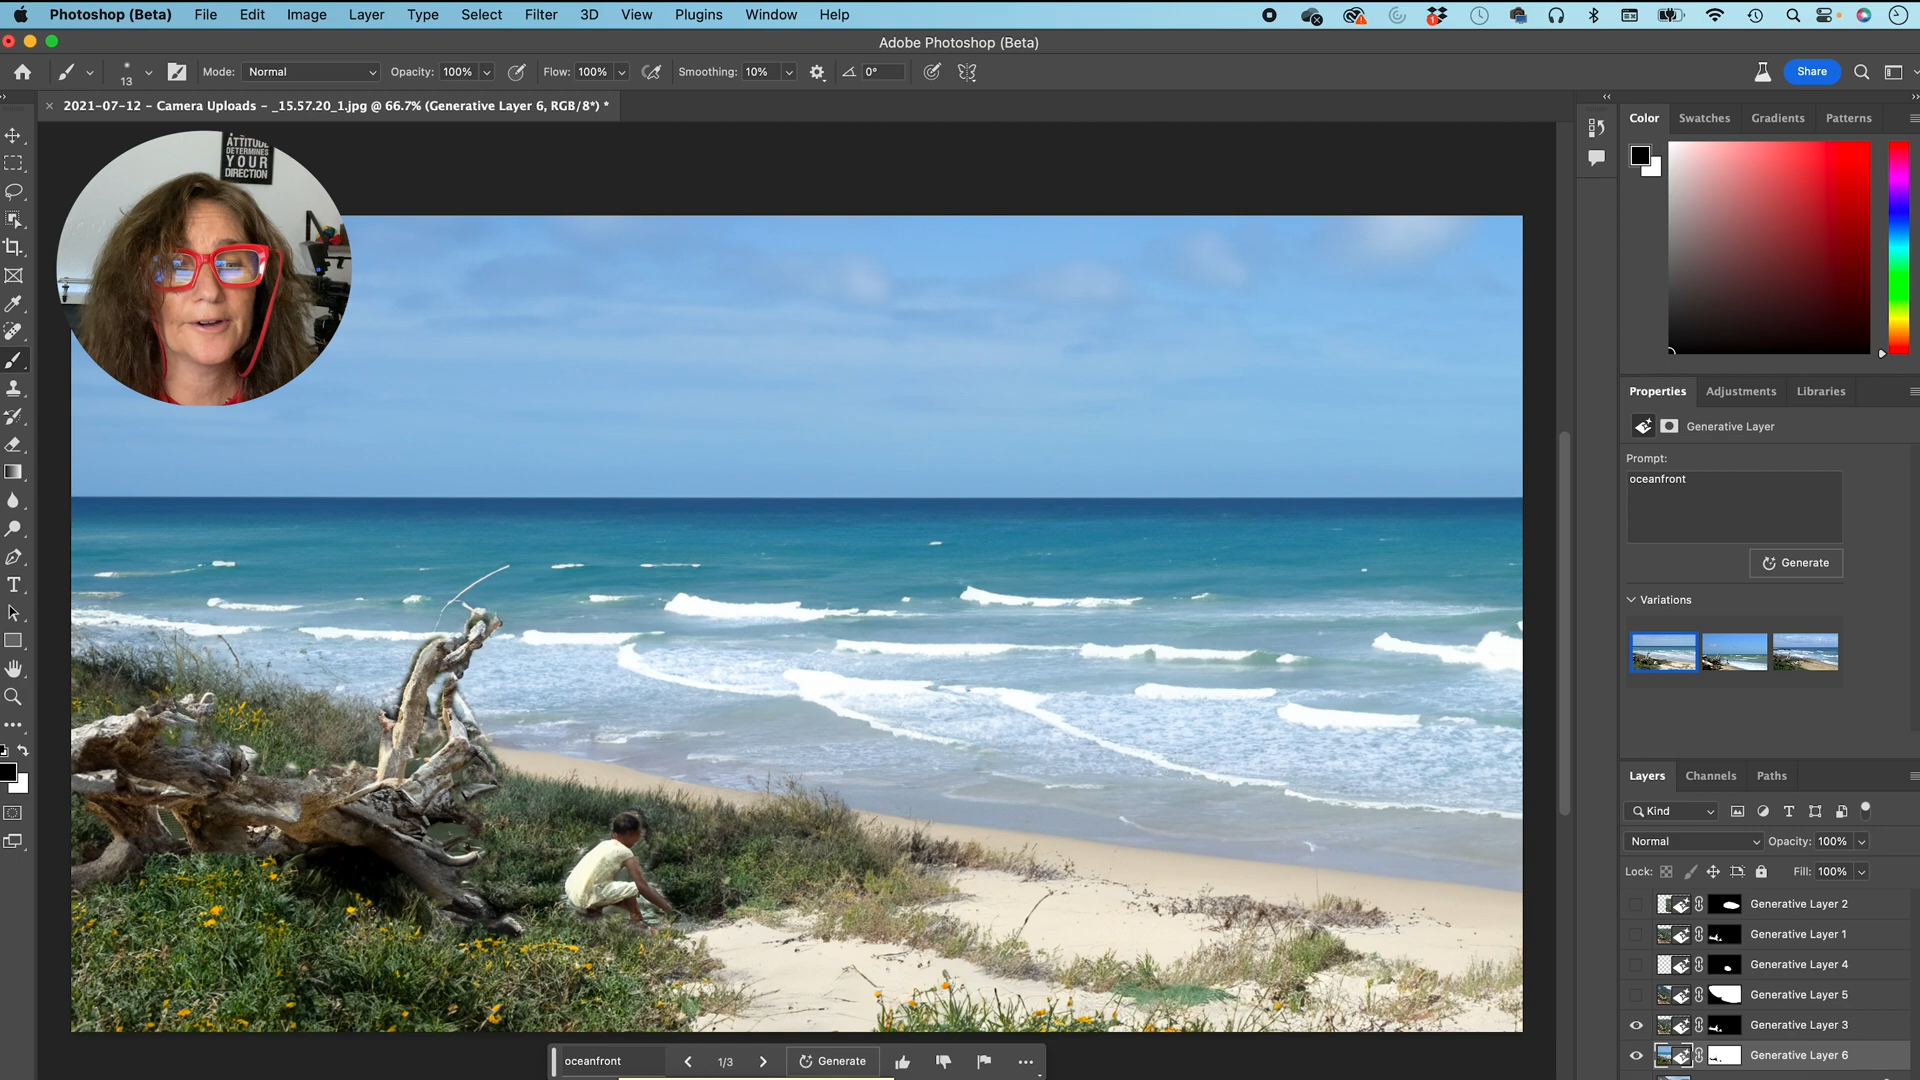 Photoshop (Beta) File Edit Image Layer Type Select Filter 3D View Plugins Window Help
1
Adobe Photoshop (Beta)
13 Mode: Normal Opacity: 100% Flow: 100% Smoothing: 10% 0° Share
2021-07-12 - Camera Uploads - _15.57.20_1.jpg @ 66.7% (Generative Layer 6, RGB/8*) *
ATTITUDE
DETERMINES
YOUR
DIRECTION
Color Swatches Gradients Patterns
Properties Adjustments Libraries
Generative Layer
Prompt:
oceanfront
Generate
Variations
Layers Channels Paths
Kind
Normal Opacity: 100%
Lock: Fill: 100%
Generative Layer 2
Generative Layer 1
Generative Layer 4
Generative Layer 5
Generative Layer 3
Generative Layer 6
oceanfront 1/3 Generate